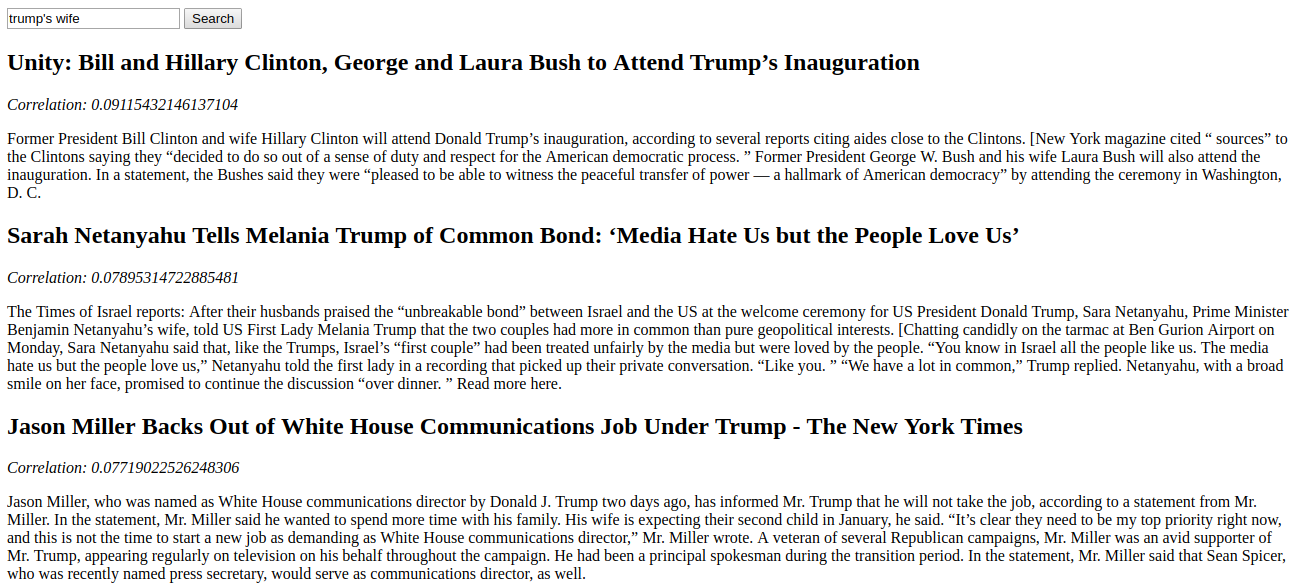 trump's wife Search
Unity: Bill and Hillary Clinton, George and Laura Bush to Attend Trump’s Inauguration
Correlation: 0.09115432146137104
Former President Bill Clinton and wife Hillary Clinton will attend Donald Trump’s inauguration, according to several reports citing aides close to the Clintons. [New York magazine cited “ sources” to
the Clintons saying they “decided to do so out of a sense of duty and respect for the American democratic process. ” Former President George W. Bush and his wife Laura Bush will also attend the
inauguration. In a statement, the Bushes said they were “pleased to be able to witness the peaceful transfer of power — a hallmark of American democracy” by attending the ceremony in Washington,
D. C.
Sarah Netanyahu Tells Melania Trump of Common Bond: ‘Media Hate Us but the People Love Us’
Correlation: 0.07895314722885481
The Times of Israel reports: After their husbands praised the “unbreakable bond” between Israel and the US at the welcome ceremony for US President Donald Trump, Sara Netanyahu, Prime Minister
Benjamin Netanyahu’s wife, told US First Lady Melania Trump that the two couples had more in common than pure geopolitical interests. [Chatting candidly on the tarmac at Ben Gurion Airport on
Monday, Sara Netanyahu said that, like the Trumps, Israel’s “first couple” had been treated unfairly by the media but were loved by the people. “You know in Israel all the people like us. The media
hate us but the people love us,” Netanyahu told the first lady in a recording that picked up their private conversation. “Like you. ” “We have a lot in common,” Trump replied. Netanyahu, with a broad
smile on her face, promised to continue the discussion “over dinner. ” Read more here.
Jason Miller Backs Out of White House Communications Job Under Trump - The New York Times
Correlation: 0.07719022526248306
Jason Miller, who was named as White House communications director by Donald J. Trump two days ago, has informed Mr. Trump that he will not take the job, according to a statement from Mr.
Miller. In the statement, Mr. Miller said he wanted to spend more time with his family. His wife is expecting their second child in January, he said. “It’s clear they need to be my top priority right now,
and this is not the time to start a new job as demanding as White House communications director,” Mr. Miller wrote. A veteran of several Republican campaigns, Mr. Miller was an avid supporter of
Mr. Trump, appearing regularly on television on his behalf throughout the campaign. He had been a principal spokesman during the transition period. In the statement, Mr. Miller said that Sean Spicer,
who was recently named press secretary, would serve as communications director, as well.